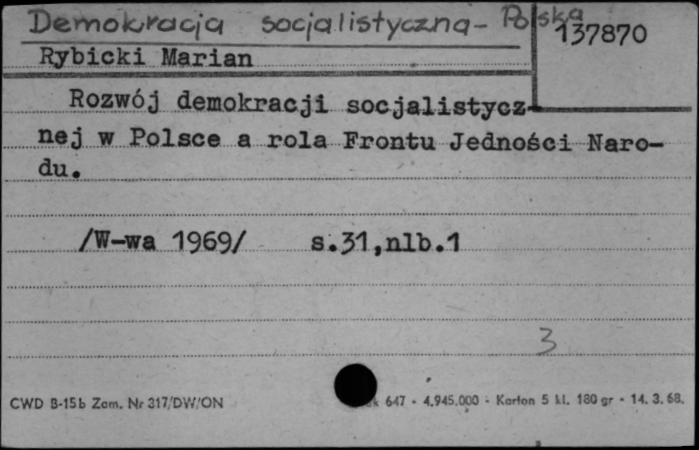 Demokracja socjalistyczna - Polska
137870
Rybicki Marian
Rozwój demokracji socjalistycz-
nej w Polsce a rola Frontu Jedności Naro-
du.
/W-wa 1969/ s.31,nlb.1
3
CWD B-15b Zam. Nr 317/DW/ON 647 - 4.945.000 - Karton 5 kl. 180 gr - 14. 3. 68.